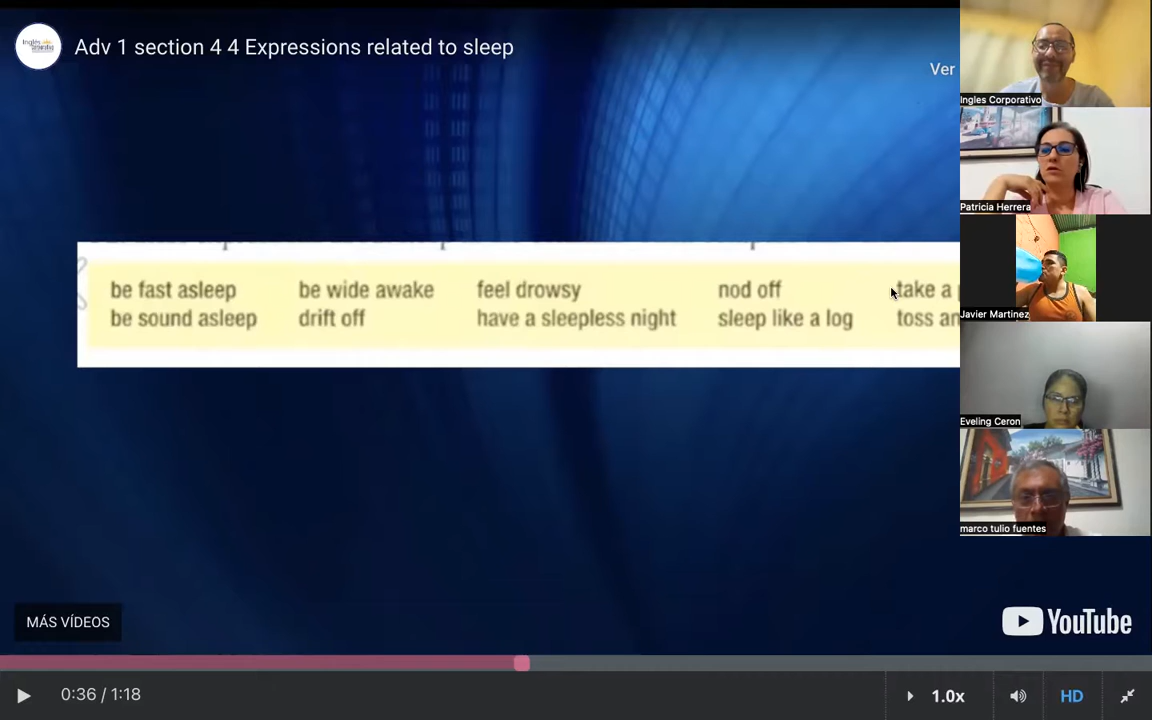 Adv 1 section 4 4 Expressions related to sleep
Ver
Ingles Corporativo
Patricia Herrera
be fast asleep be wide awake feel drowsy nod off take a
be sound asleep drift off have a sleepless night sleep like a log toss
Javier Martinez
Eveling Ceron
marco tulio fuentes
MÁS VÍDEOS
YouTube
0:36 / 1:18
1.0x
HD